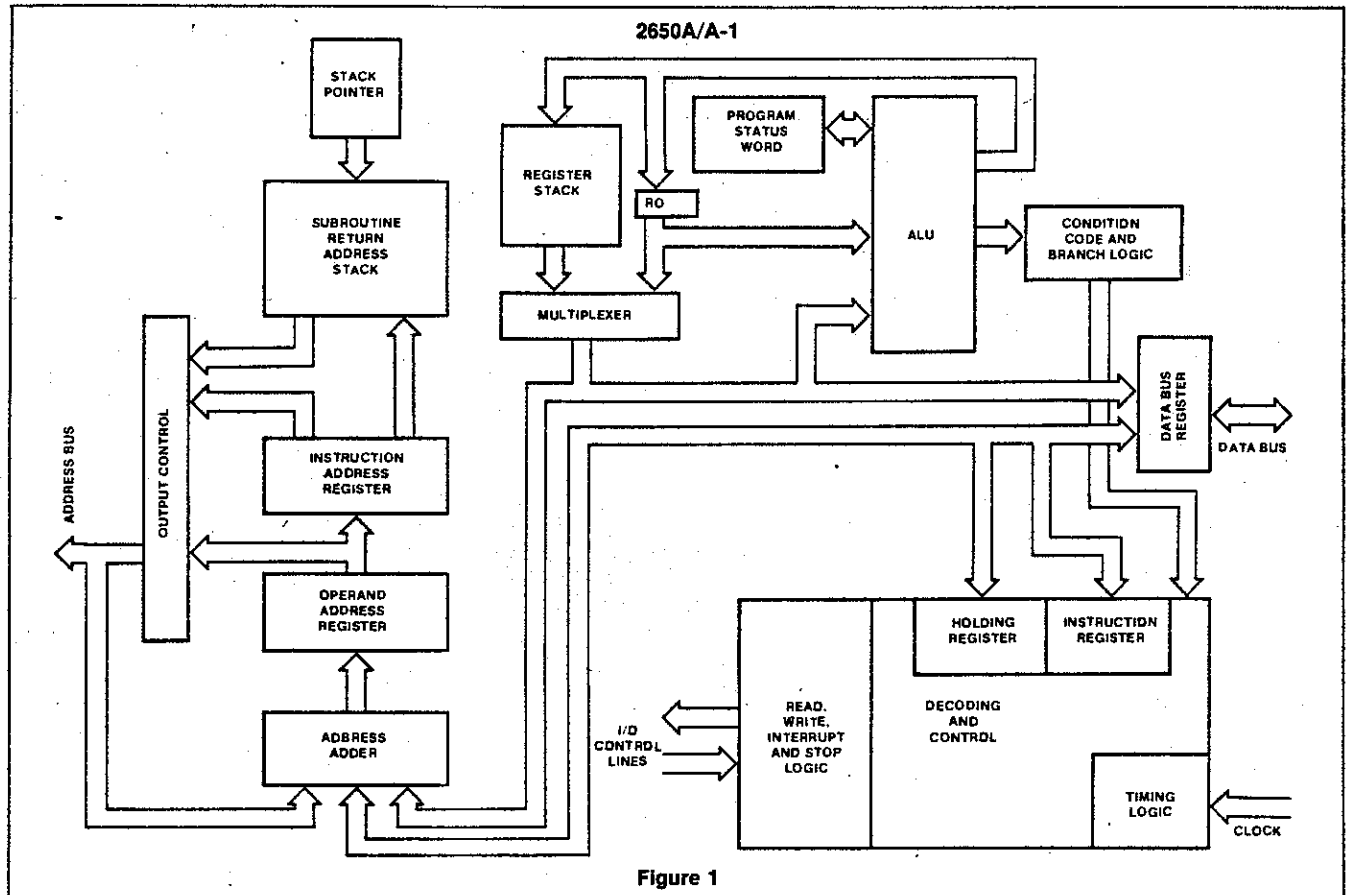 2650A/A-1
STACK
POINTER
SUBROUTINE
RETURN
ADDRESS
STACK
REGISTER
STACK
RO
MULTIPLEXER
PROGRAM
STATUS
WORD
ALU
CONDITION
CODE AND
BRANCH LOGIC
DATA BUS
REGISTER
DATA BUS
ADDRESS BUS
OUTPUT CONTROL
INSTRUCTION
ADDRESS
REGISTER
OPERAND
ADDRESS
REGISTER
ADBRESS
ADDER
I/D
CONTROL
LINES
READ,
WRITE,
INTERRUPT
AND STOP
LOGIC
HOLDING
REGISTER
INSTRUCTION
REGISTER
DECODING
AND
CONTROL
TIMING
LOGIC
CLOCK
Figure 1